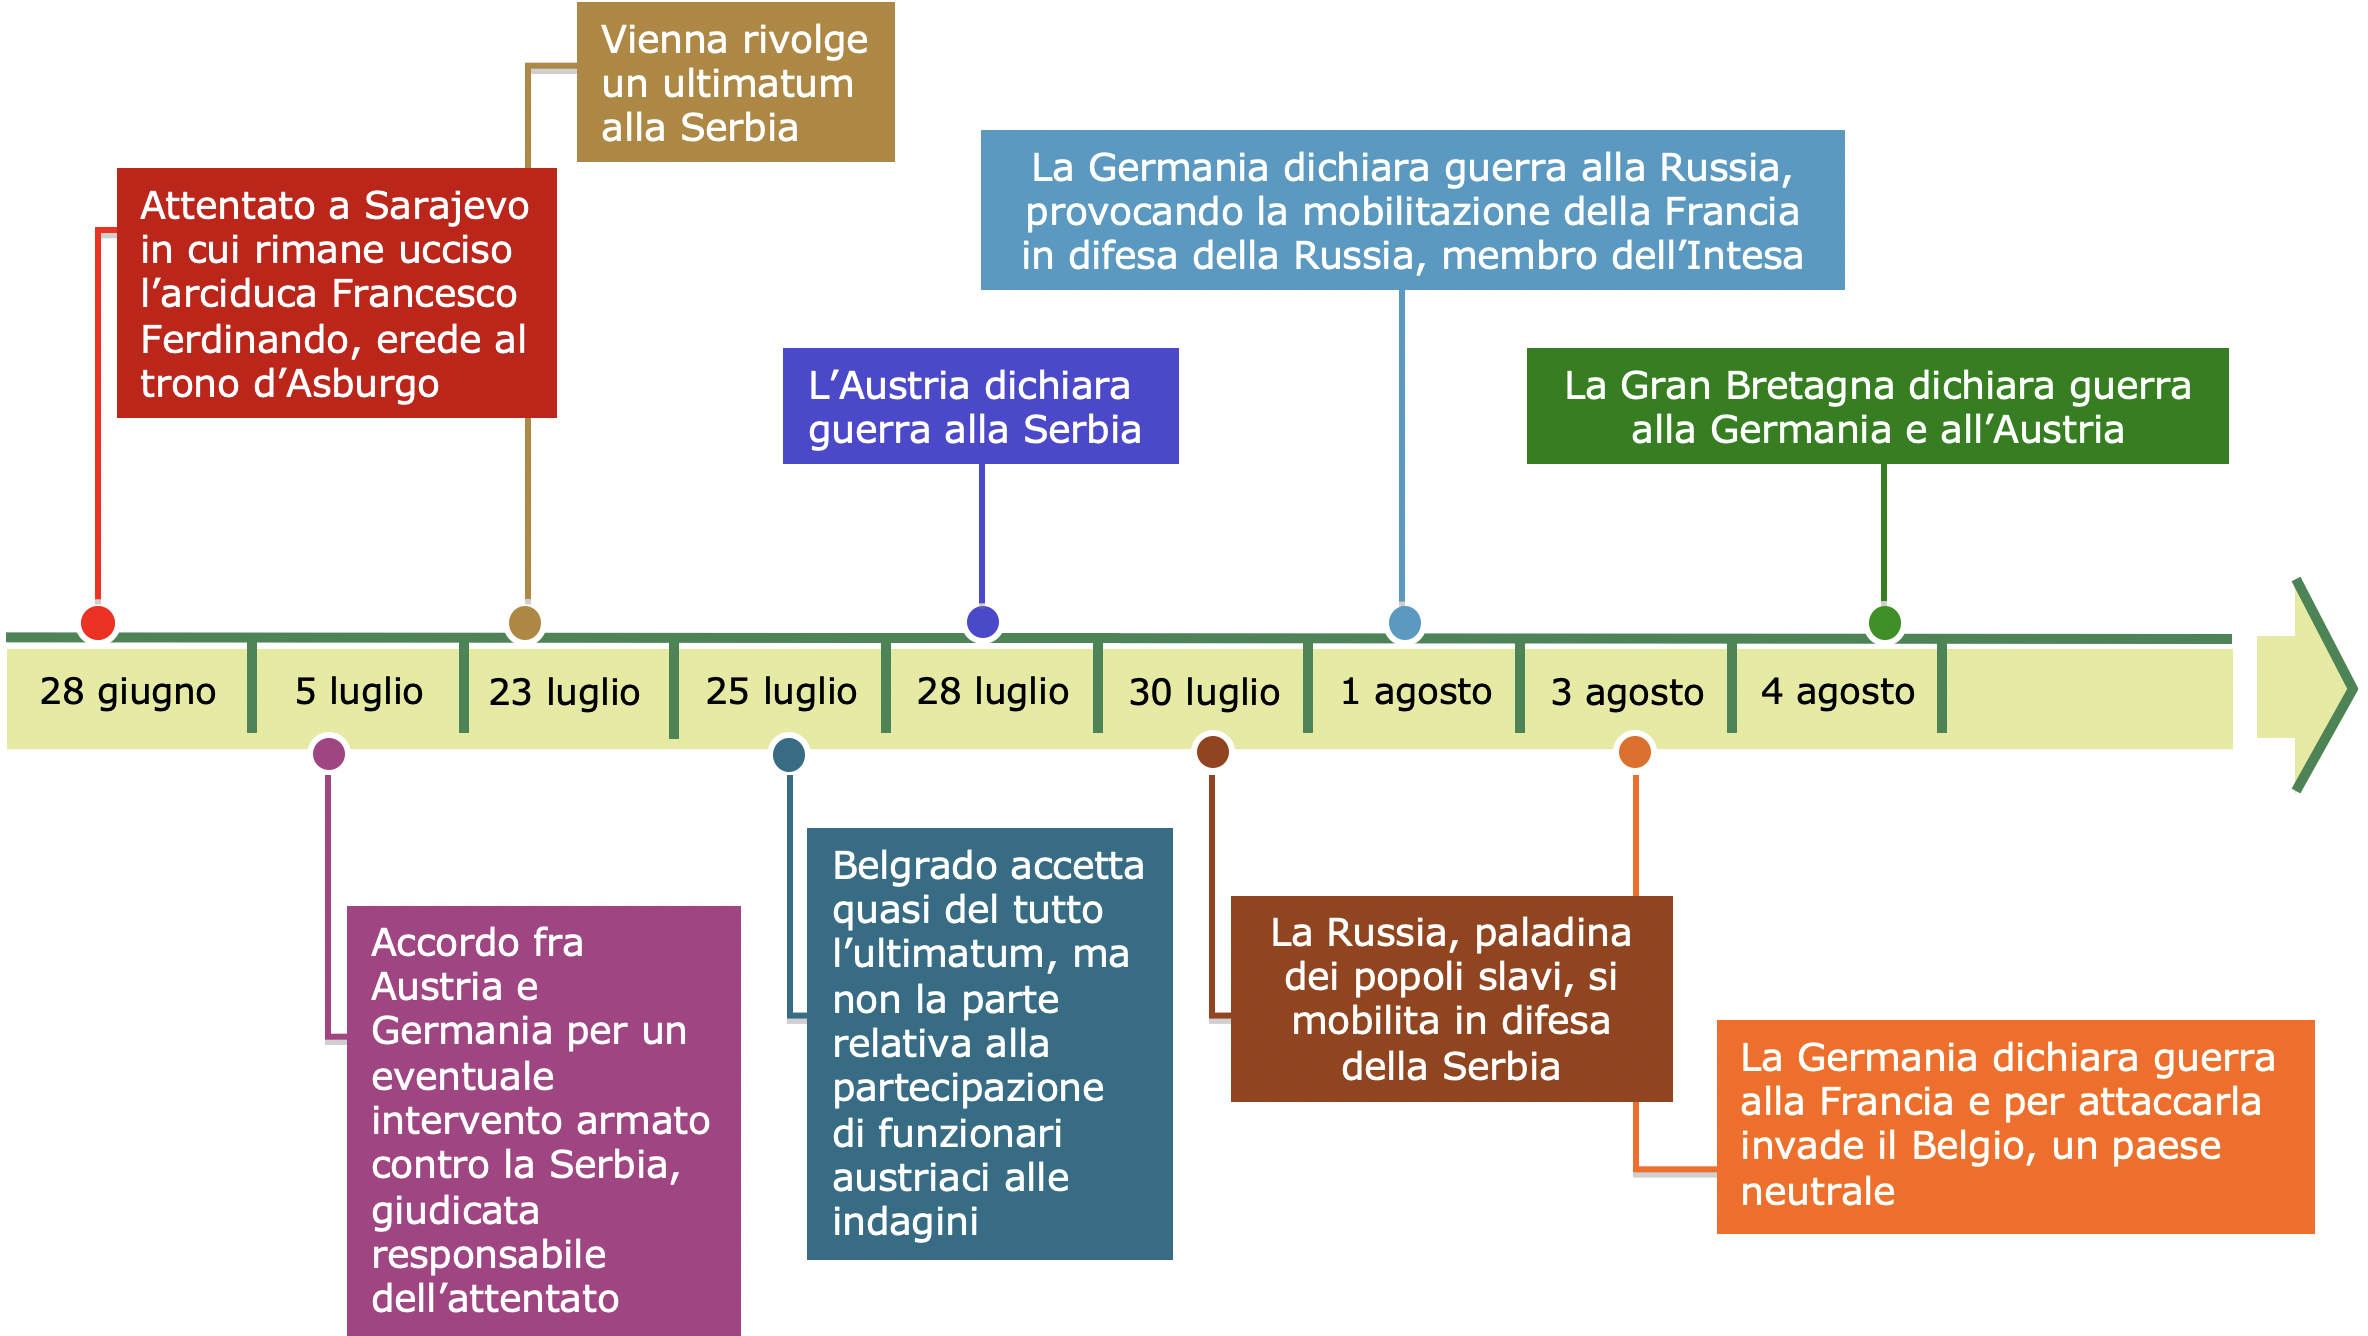 Vienna rivolge
un ultimatum
alla Serbia
Attentato a Sarajevo
in cui rimane ucciso
l’arciduca Francesco
Ferdinando, erede al
trono d’Asburgo
La Germania dichiara guerra alla Russia,
provocando la mobilitazione della Francia
in difesa della Russia, membro dell’Intesa
L’Austria dichiara
guerra alla Serbia
La Gran Bretagna dichiara guerra
alla Germania e all’Austria
28 giugno
5 luglio
23 luglio
25 luglio
28 luglio
30 luglio
1 agosto
3 agosto
4 agosto
Accordo fra
Austria e
Germania per un
eventuale
intervento armato
contro la Serbia,
giudicata
responsabile
dell’attentato
Belgrado accetta
quasi del tutto
l’ultimatum, ma
non la parte
relativa alla
partecipazione
di funzionari
austriaci alle
indagini
La Russia, paladina
dei popoli slavi, si
mobilita in difesa
della Serbia
La Germania dichiara guerra
alla Francia e per attaccarla
invade il Belgio, un paese
neutrale